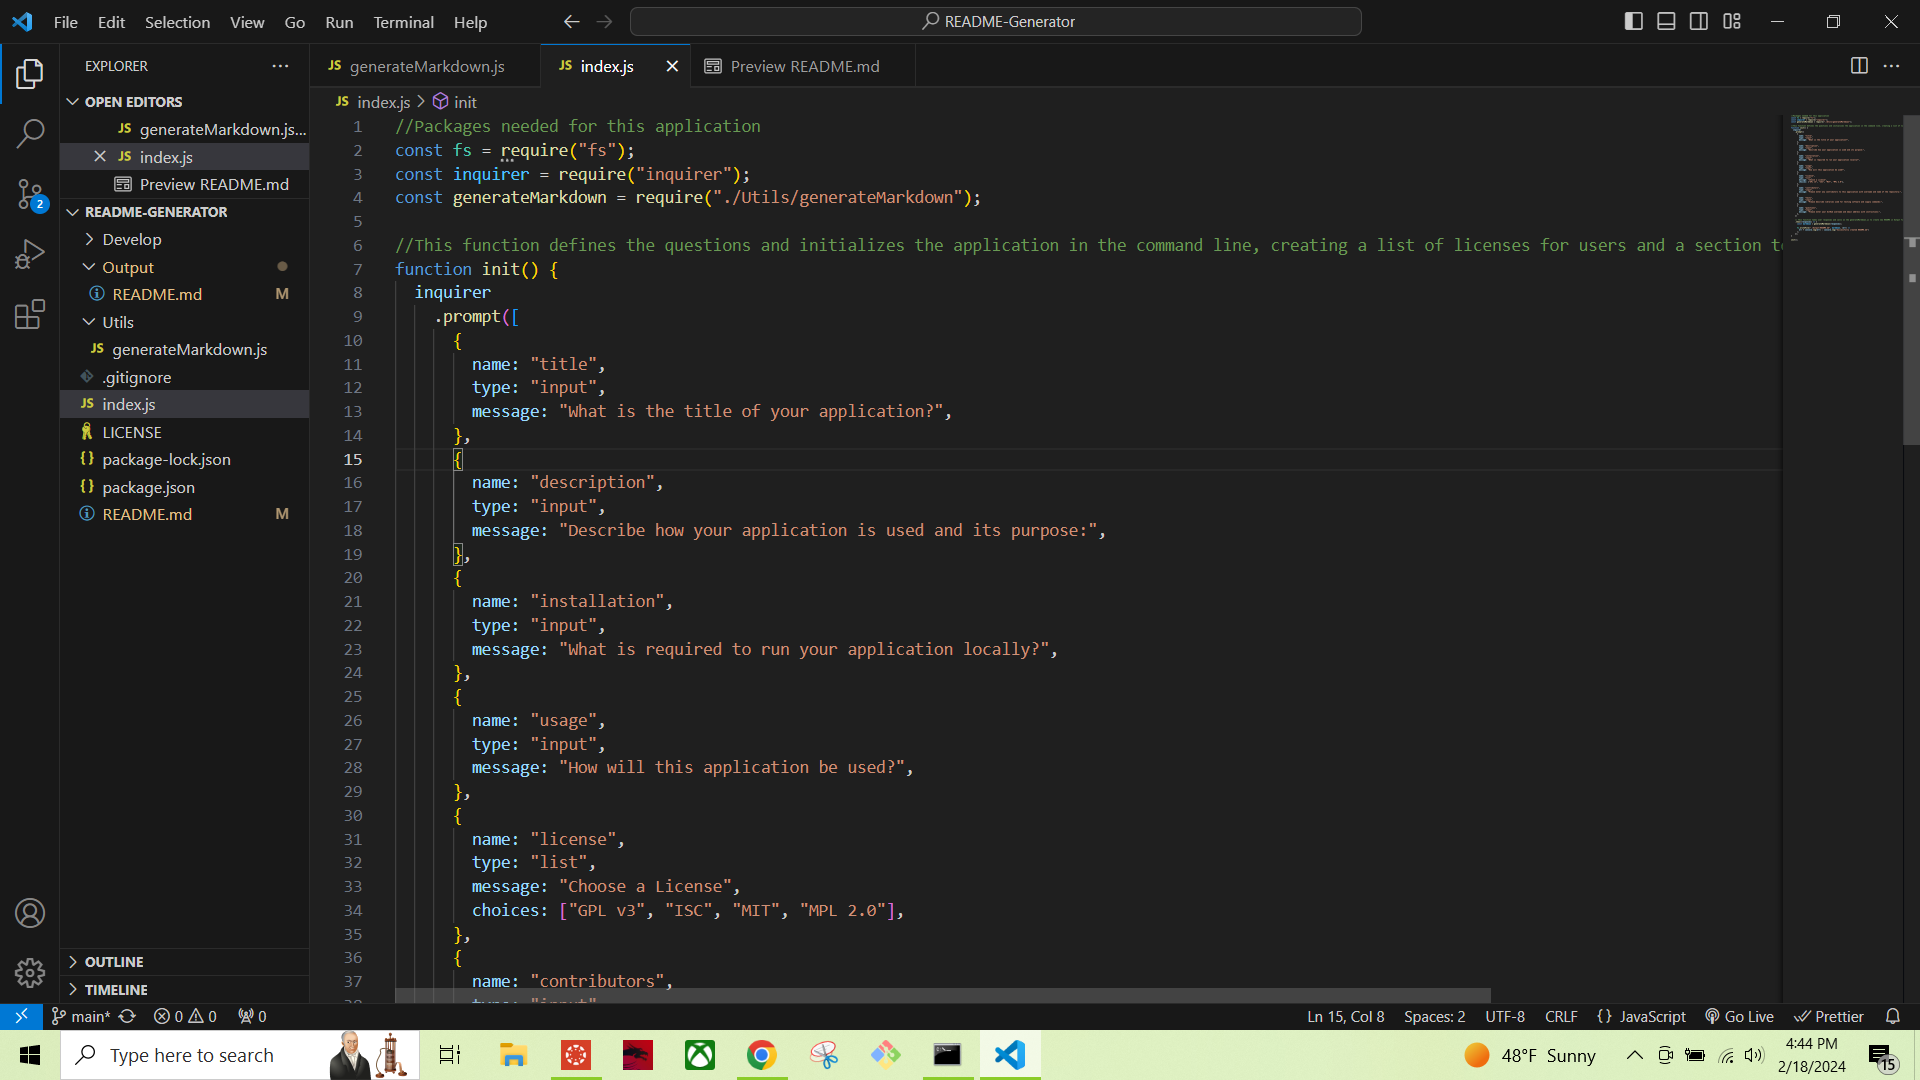 File Edit Selection View Go Run Terminal Help
README-Generator
EXPLORER
OPEN EDITORS
JS generateMarkdown.js...
JS index.js
Preview README.md
README-GENERATOR
Develop
Output
README.md M
Utils
JS generateMarkdown.js
.gitignore
JS index.js
LICENSE
{} package-lock.json
{} package.json
README.md M
OUTLINE
TIMELINE
2
JS generateMarkdown.js
JS index.js
Preview README.md
JS index.js > init
1 //Packages needed for this application
2 const fs = require("fs");
3 const inquirer = require("inquirer");
4 const generateMarkdown = require("./Utils/generateMarkdown");
5
6 //This function defines the questions and initializes the application in the command line, creating a list of licenses for users and a section t
7 function init() {
8 inquirer
9 .prompt([
10 {
11 name: "title",
12 type: "input",
13 message: "What is the title of your application?",
14 },
15 {
16 name: "description",
17 type: "input",
18 message: "Describe how your application is used and its purpose:",
19 },
20 {
21 name: "installation",
22 type: "input",
23 message: "What is required to run your application locally?",
24 },
25 {
26 name: "usage",
27 type: "input",
28 message: "How will this application be used?",
29 },
30 {
31 name: "license",
32 type: "list",
33 message: "Choose a License",
34 choices: ["GPL v3", "ISC", "MIT", "MPL 2.0"],
35 },
36 {
37 name: "contributors",
main* 0 0 0
Ln 15, Col 8 Spaces: 2 UTF-8 CRLF {} JavaScript Go Live Prettier
Type here to search
48°F Sunny
4:44 PM
2/18/2024
15